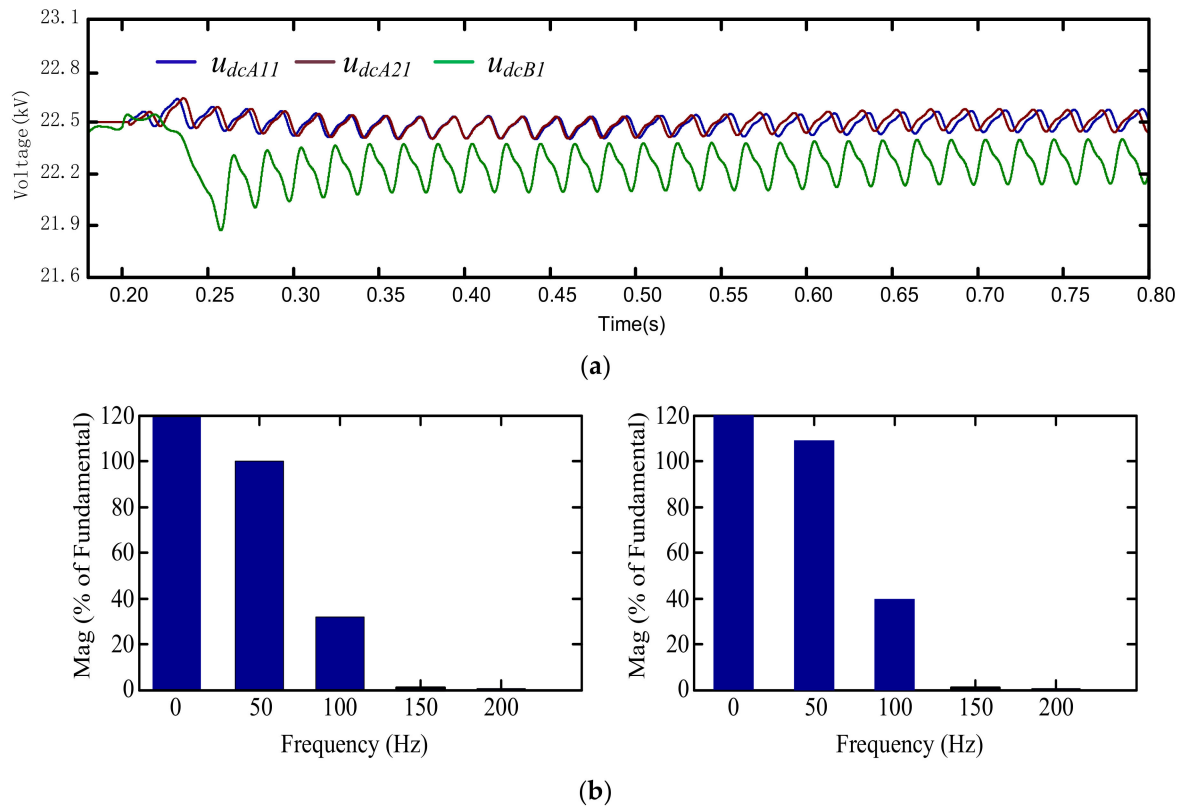 23.1
22.8
22.5
22.2
21.9
21.6
Voltage(kV)
udcA11 udcA21 udcB1
0.20 0.25 0.30 0.35 0.40 0.45 0.50 0.55 0.60 0.65 0.70 0.75 0.80
Time(s)
(a)
120
100
80
60
40
20
0
Mag (% of Fundamental)
0 50 100 150 200
Frequency (Hz)
120
100
80
60
40
20
0
Mag (% of Fundamental)
0 50 100 150 200
Frequency (Hz)
(b)